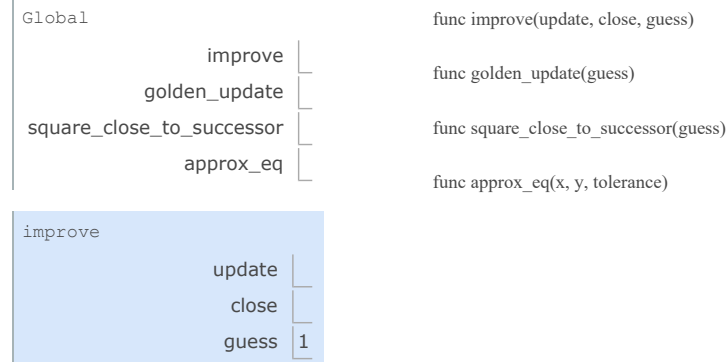 Global
improve
golden_update
square_close_to_successor
approx_eq
func improve(update, close, guess)
func golden_update(guess)
func square_close_to_successor(guess)
func approx_eq(x, y, tolerance)
improve
update
close
guess 1